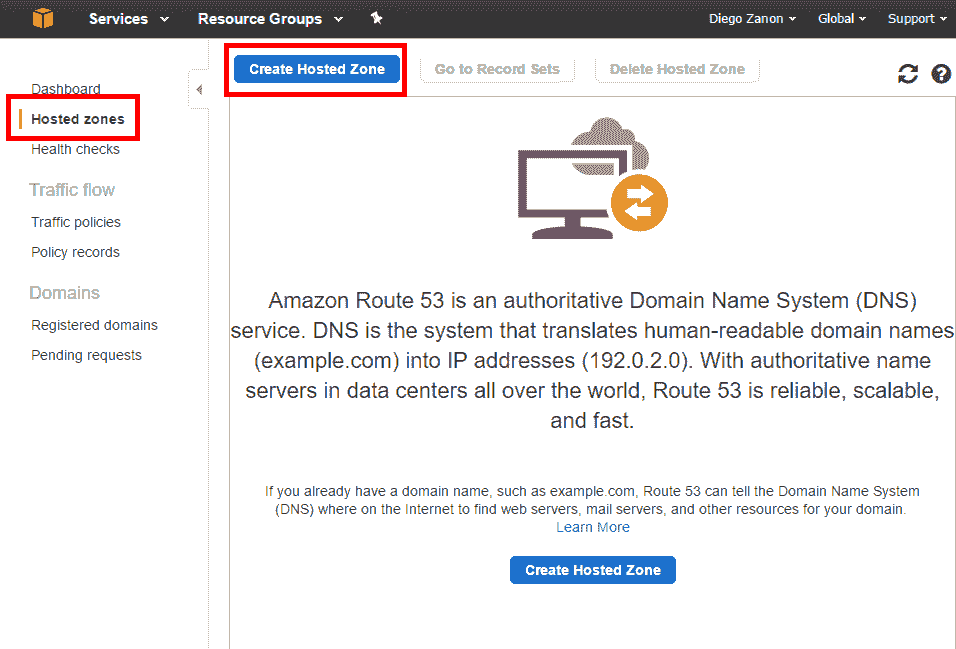 Services Resource Groups Diego Zanon Global Support
Create Hosted Zone Go to Record Sets Delete Hosted Zone
Dashboard
Hosted zones
Health checks
Traffic flow
Traffic policies
Policy records
Domains
Registered domains
Pending requests
Amazon Route 53 is an authoritative Domain Name System (DNS)
service. DNS is the system that translates human-readable domain names
(example.com) into IP addresses (192.0.2.0). With authoritative name
servers in data centers all over the world, Route 53 is reliable, scalable,
and fast.
If you already have a domain name, such as example.com, Route 53 can tell the Domain Name System
(DNS) where on the Internet to find web servers, mail servers, and other resources for your domain.
Learn More
Create Hosted Zone